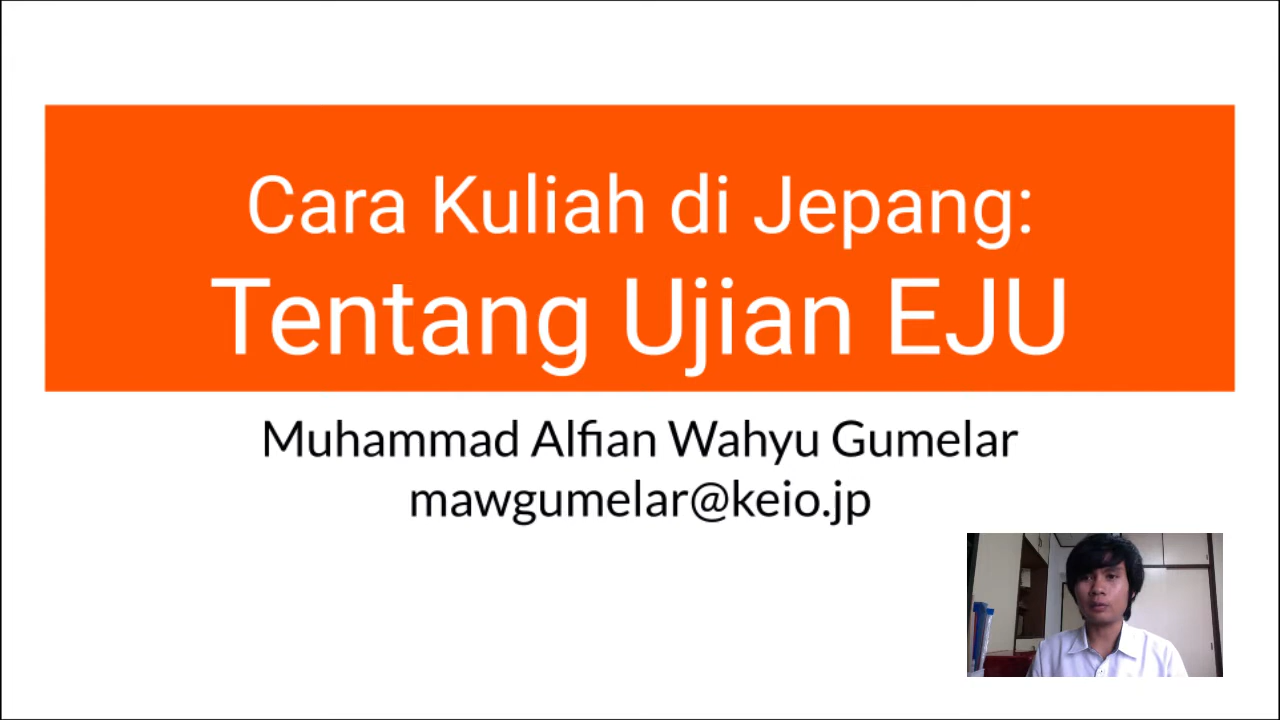 Cara Kuliah di Jepang:
Tentang Ujian EJU
Muhammad Alfian Wahyu Gumelar
mawgumelar@keio.jp